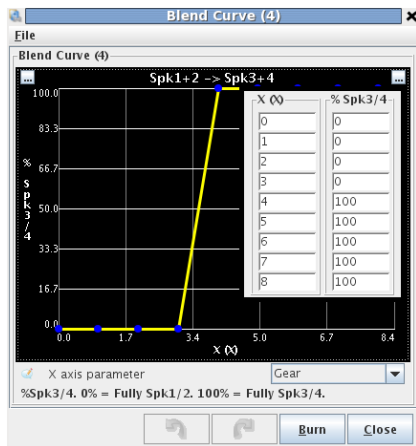 Blend Curve (4)
File
Blend Curve (4)
... Spk1+2 -> Spk3+4 ...
100.0
83.3
66.7
50.0
33.3
16.7
0.0
% Spk3/4
0.0 1.7 3.4 5.0 6.7 8.4
X (X)
X (X) % Spk3/4
0 0
1 0
2 0
3 0
4 100
5 100
6 100
7 100
8 100
X axis parameter Gear
%Spk3/4. 0% = Fully Spk1/2. 100% = Fully Spk3/4.
Burn Close